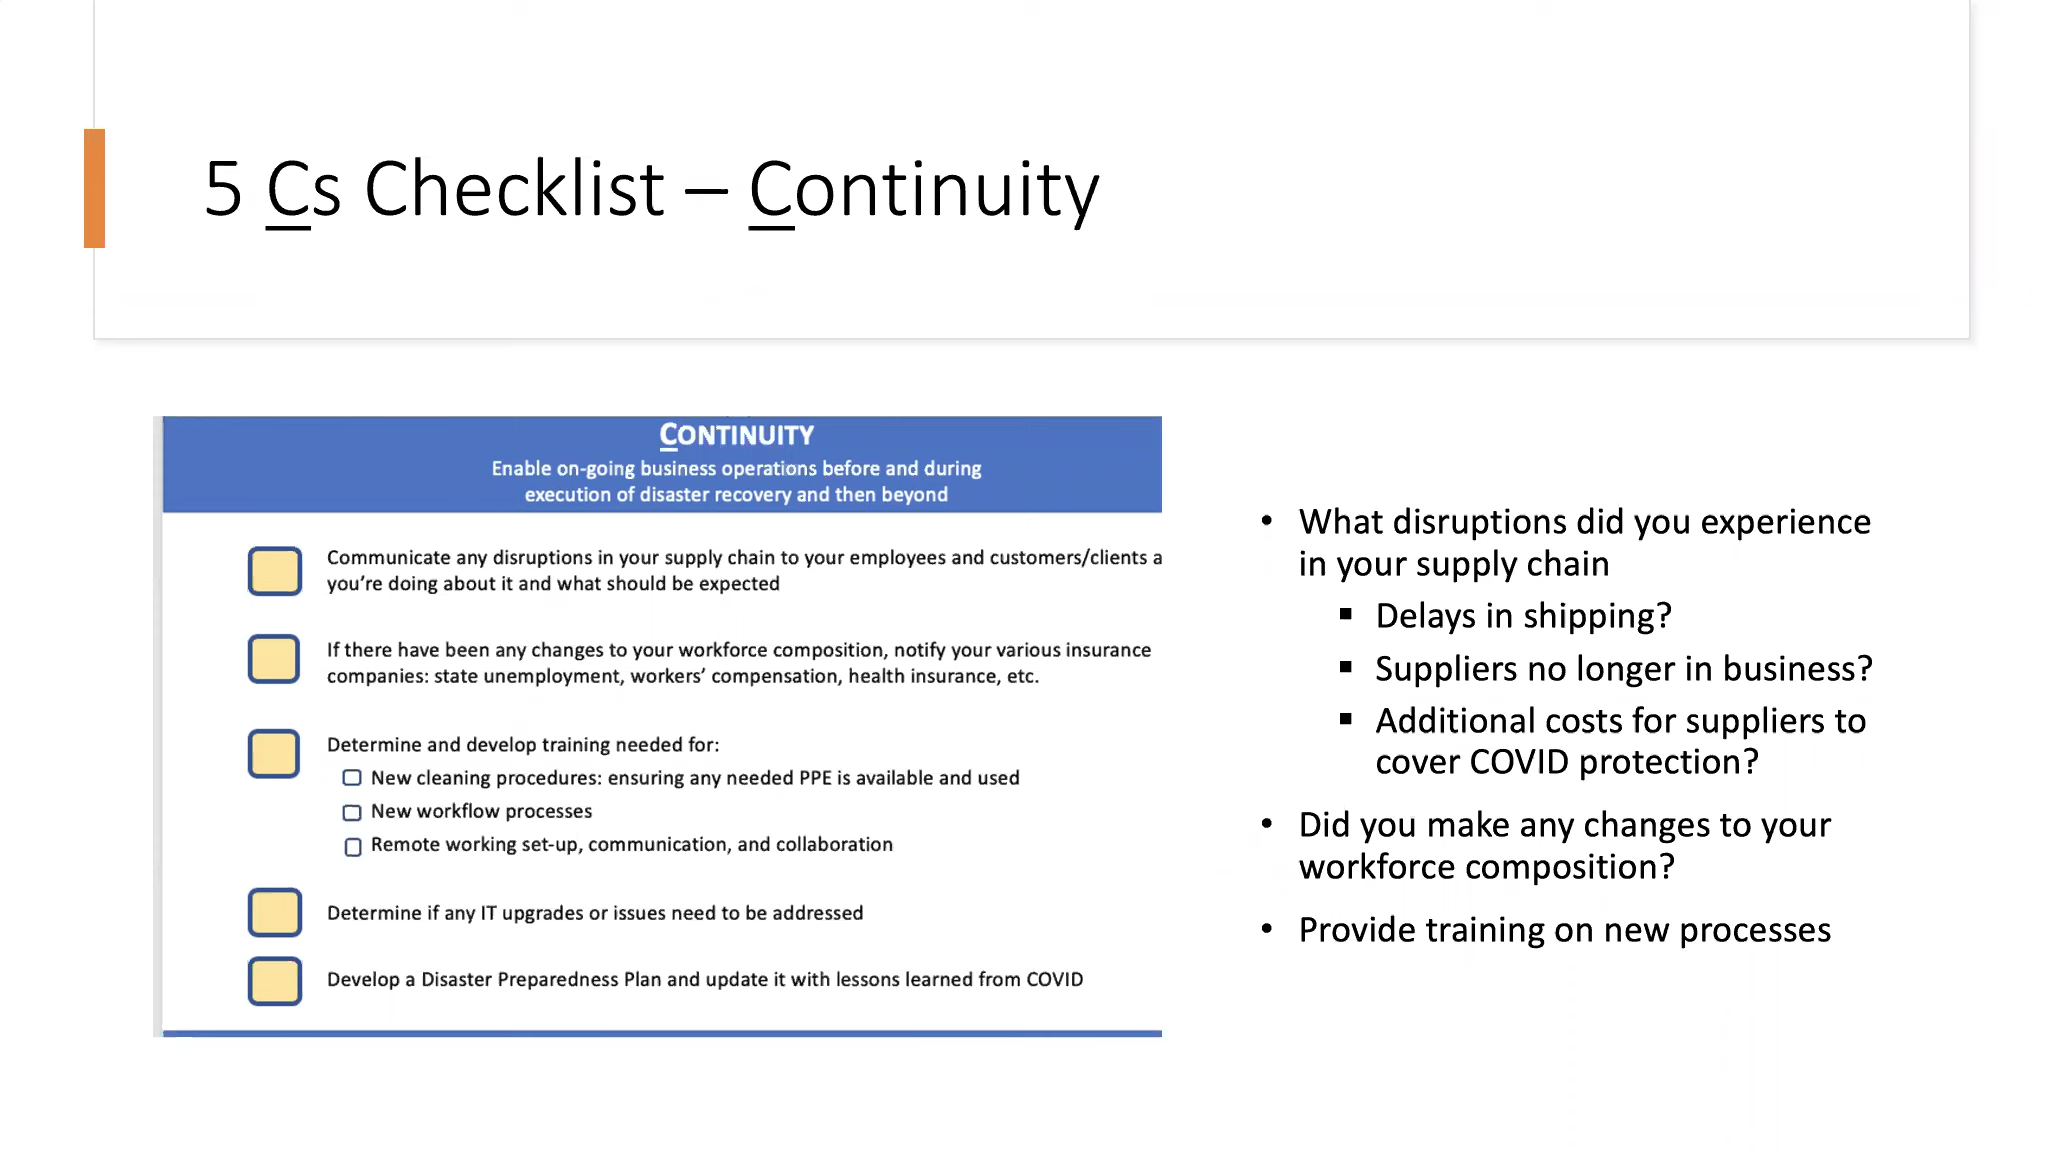 5 Cs Checklist – Continuity
CONTINUITY
Enable on-going business operations before and during
execution of disaster recovery and then beyond
Communicate any disruptions in your supply chain to your employees and customers/clients a
you’re doing about it and what should be expected
If there have been any changes to your workforce composition, notify your various insurance
companies: state unemployment, workers’ compensation, health insurance, etc.
Determine and develop training needed for:
New cleaning procedures: ensuring any needed PPE is available and used
New workflow processes
Remote working set-up, communication, and collaboration
Determine if any IT upgrades or issues need to be addressed
Develop a Disaster Preparedness Plan and update it with lessons learned from COVID
• What disruptions did you experience
in your supply chain
▪ Delays in shipping?
▪ Suppliers no longer in business?
▪ Additional costs for suppliers to
cover COVID protection?
• Did you make any changes to your
workforce composition?
• Provide training on new processes